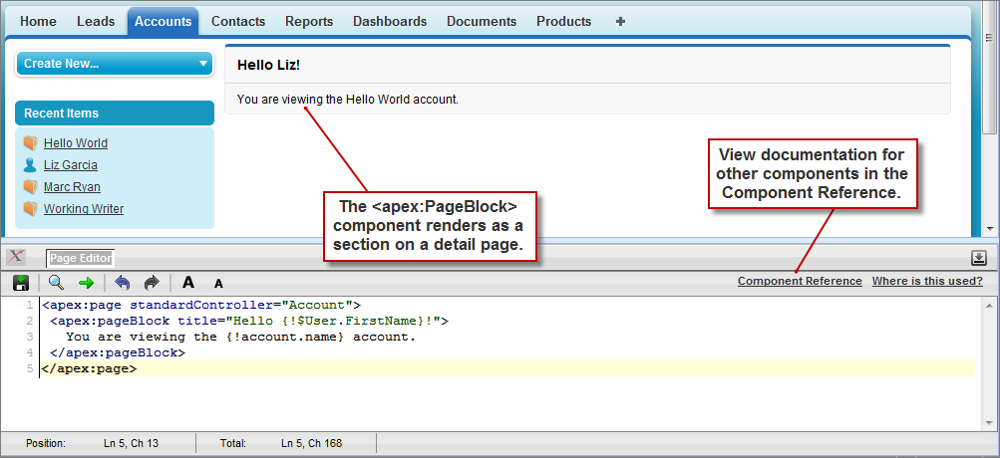 Home Leads Accounts Contacts Reports Dashboards Documents Products +
Create New...
Recent Items
Hello World
Liz Garcia
Marc Ryan
Working Writer
Hello Liz!
You are viewing the Hello World account.
The <apex:PageBlock>
component renders as a
section on a detail page.
View documentation for
other components in the
Component Reference.
Page Editor
A A
Component Reference Where is this used?
1 <apex:page standardController="Account">
2 <apex:pageBlock title="Hello {!$User.FirstName}!">
3 You are viewing the {!account.name} account.
4 </apex:pageBlock>
5 </apex:page>
Position: Ln 5, Ch 13 Total: Ln 5, Ch 168